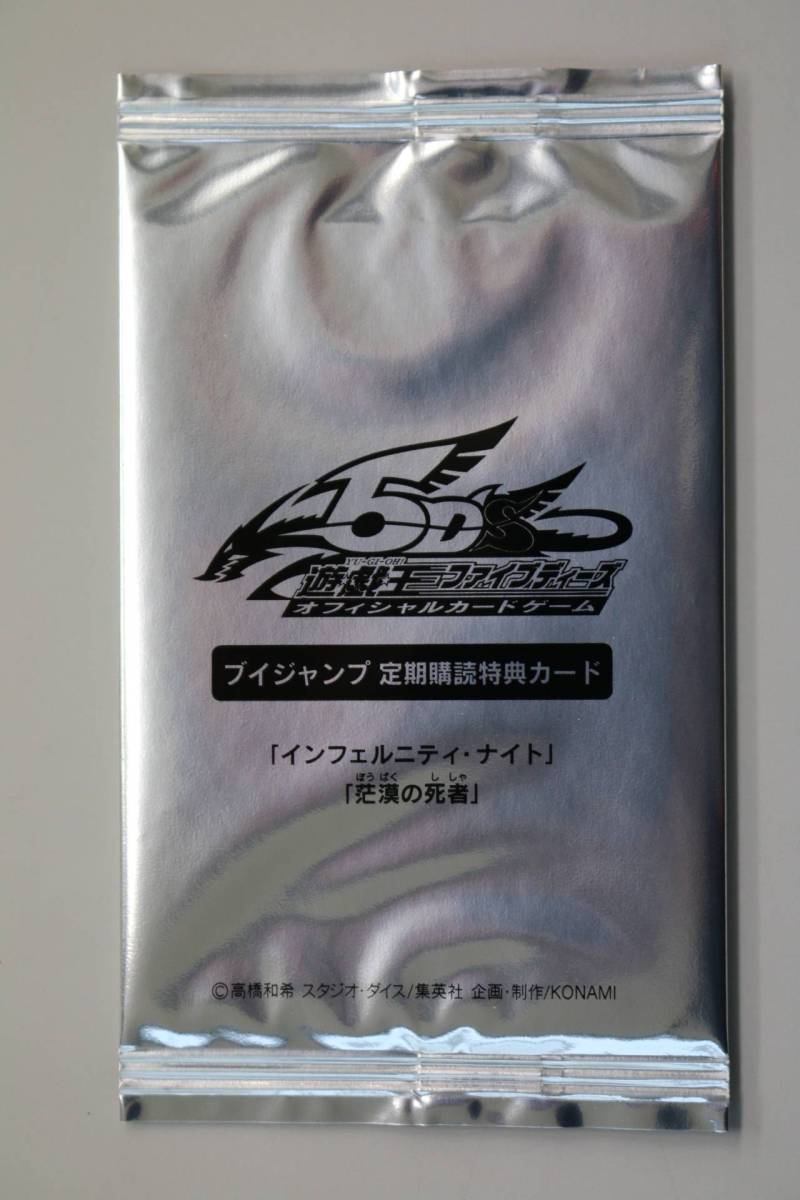 5D's
YU-GI-OH!
遊☆戯☆王ファイブディーズ
オフィシャルカードゲーム
ブイジャンプ 定期購読特典カード
「インフェルニティ・ナイト」
ぼうばく ししゃ
「茫漠の死者」
©高橋和希 スタジオ・ダイス/集英社 企画・制作/KONAMI